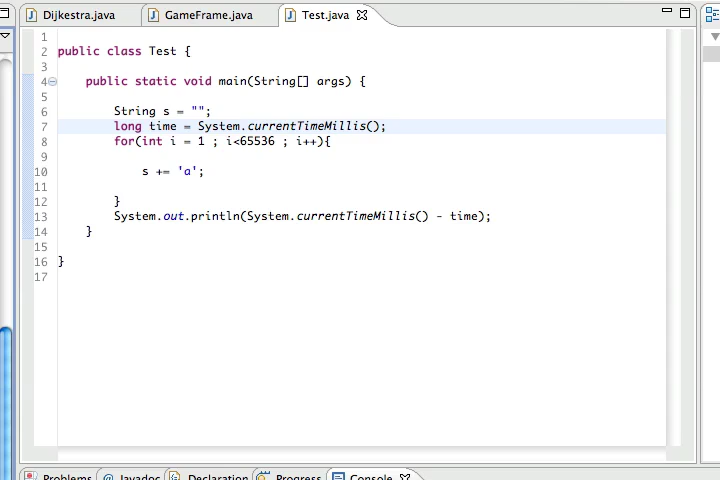 Dijkestra.java GameFrame.java Test.java
1
2 public class Test {
3
4 public static void main(String[] args) {
5
6 String s = "";
7 long time = System.currentTimeMillis();
8 for(int i = 1 ; i<65536 ; i++){
9
10 s += 'a';
11
12 }
13 System.out.println(System.currentTimeMillis() - time);
14 }
15
16 }
17
Problems @ Javadoc Declaration Progress Console